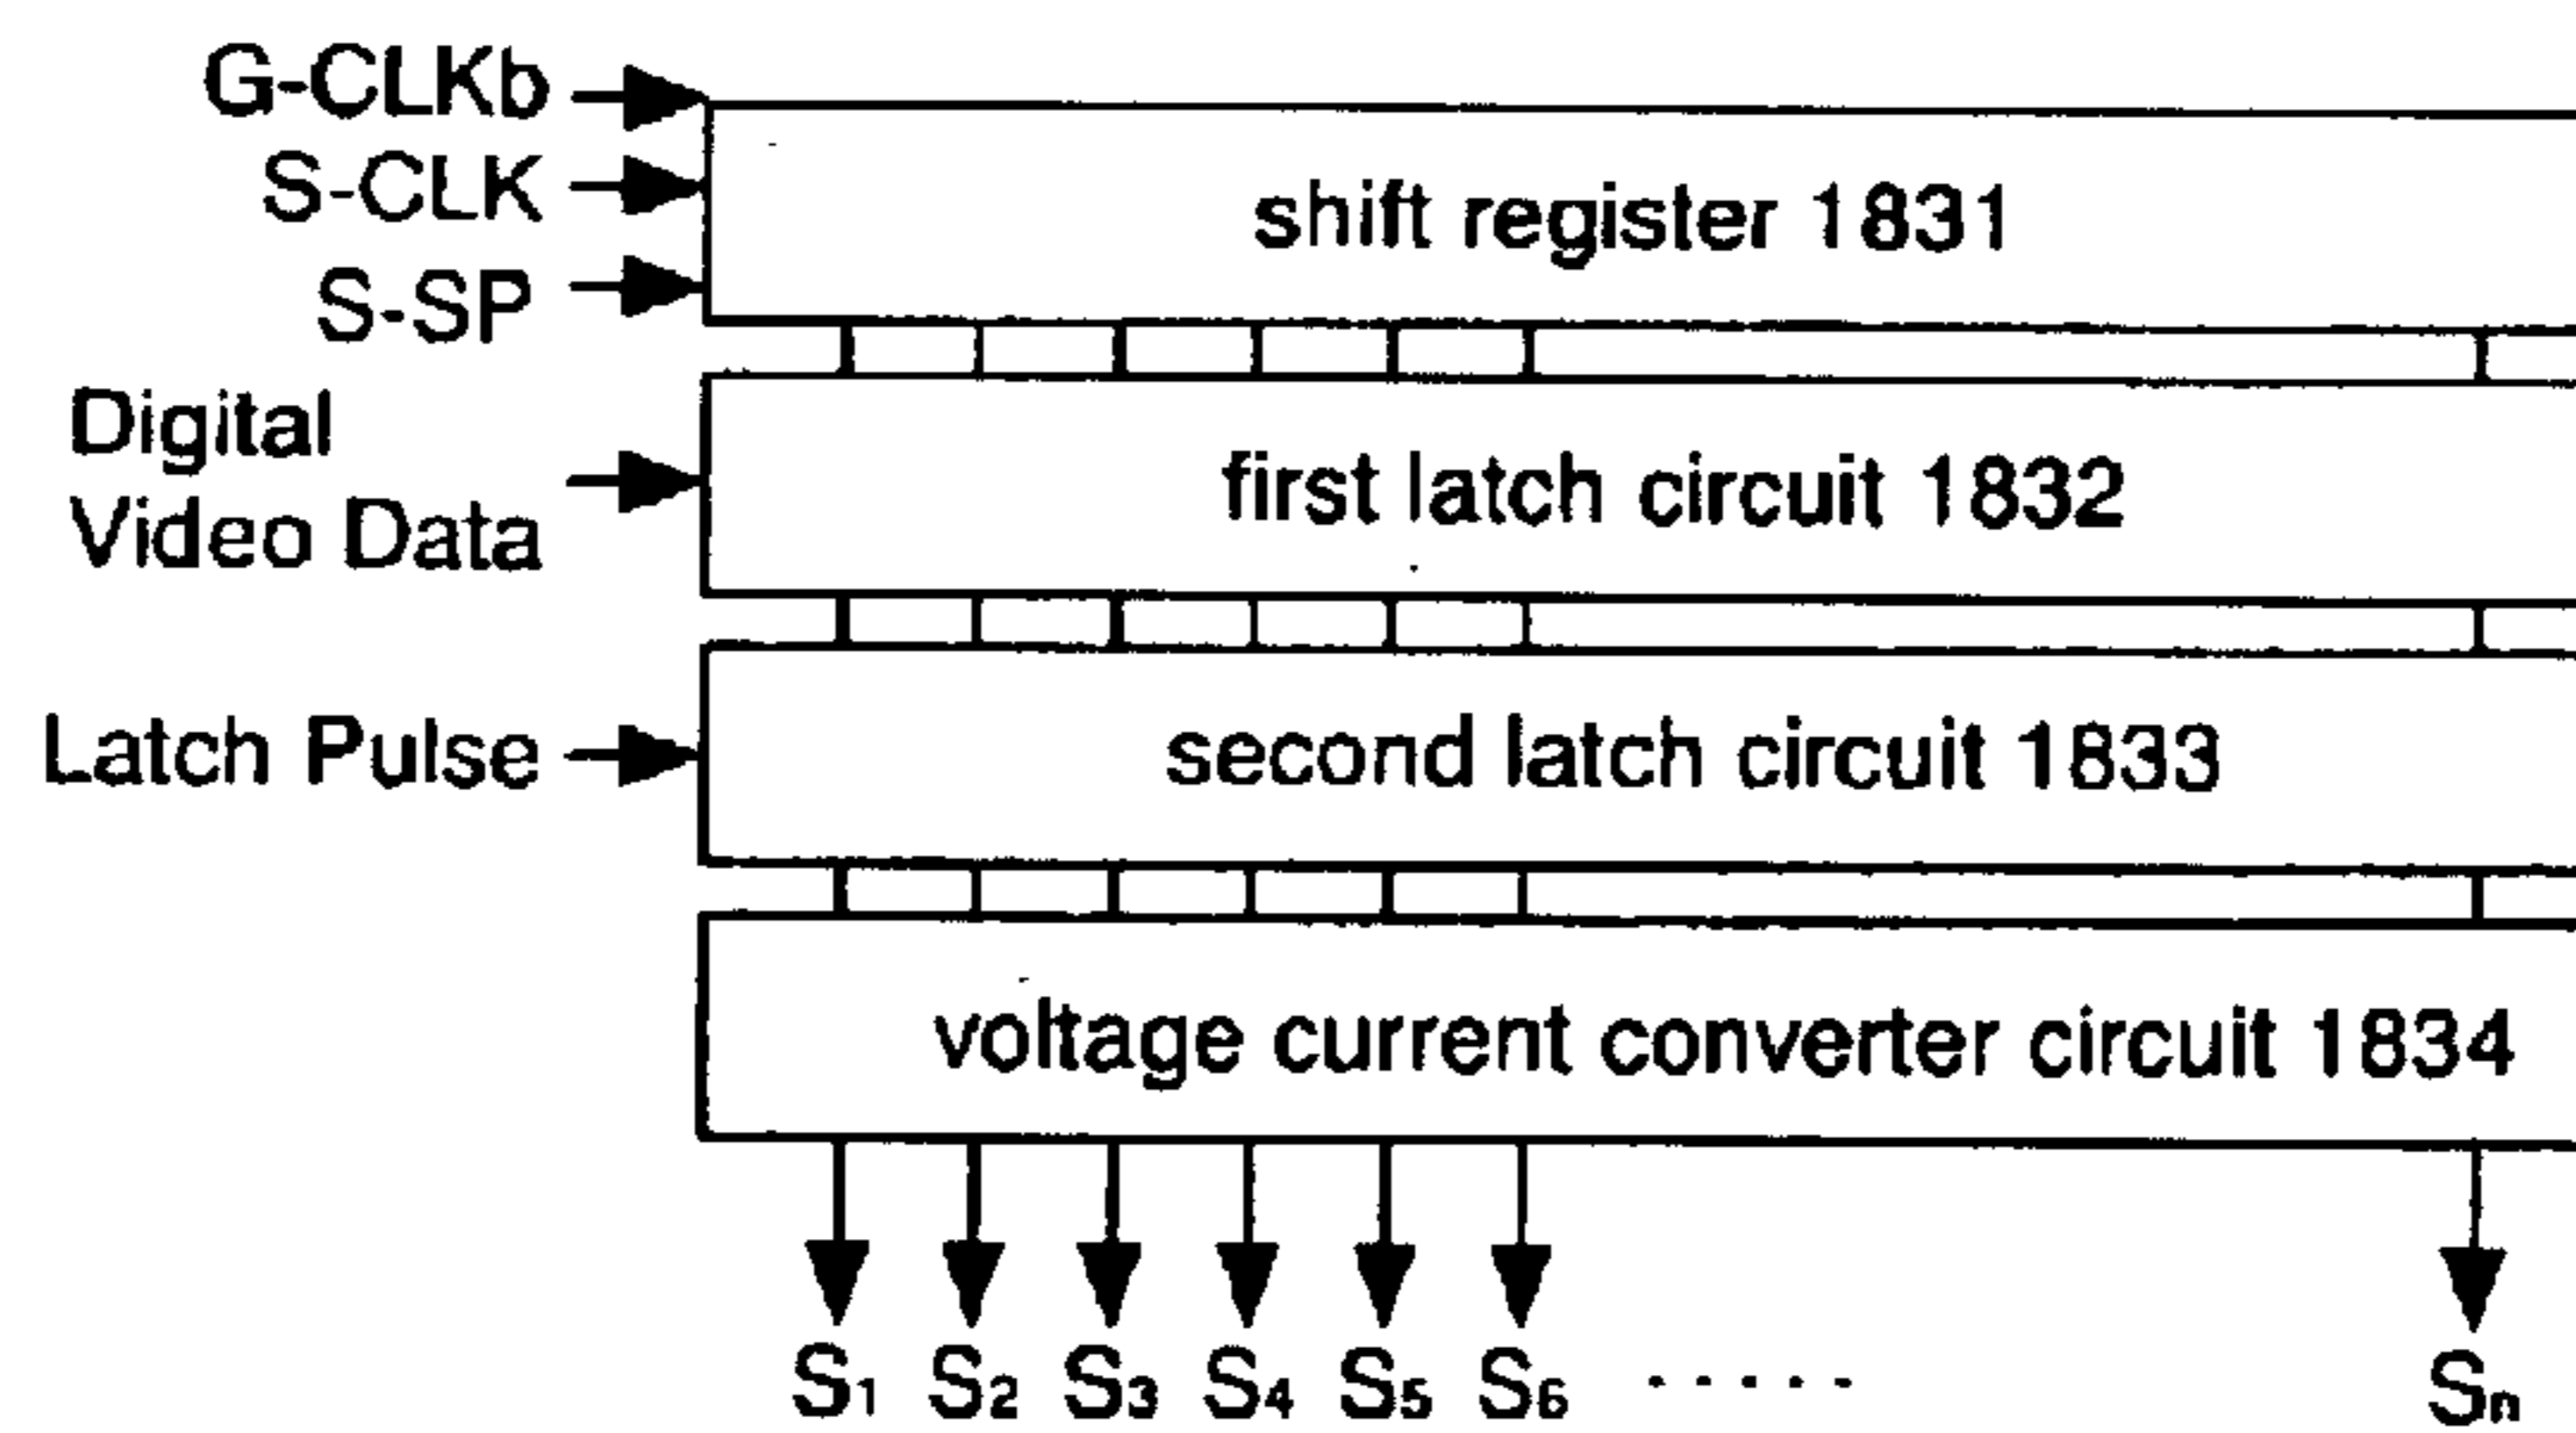 G-CLKb
S-CLK
S-SP
shift register 1831
Digital
Video Data
first latch circuit 1832
Latch Pulse
second latch circuit 1833
voltage current converter circuit 1834
S1 S2 S3 S4 S5 S6 ····· Sn